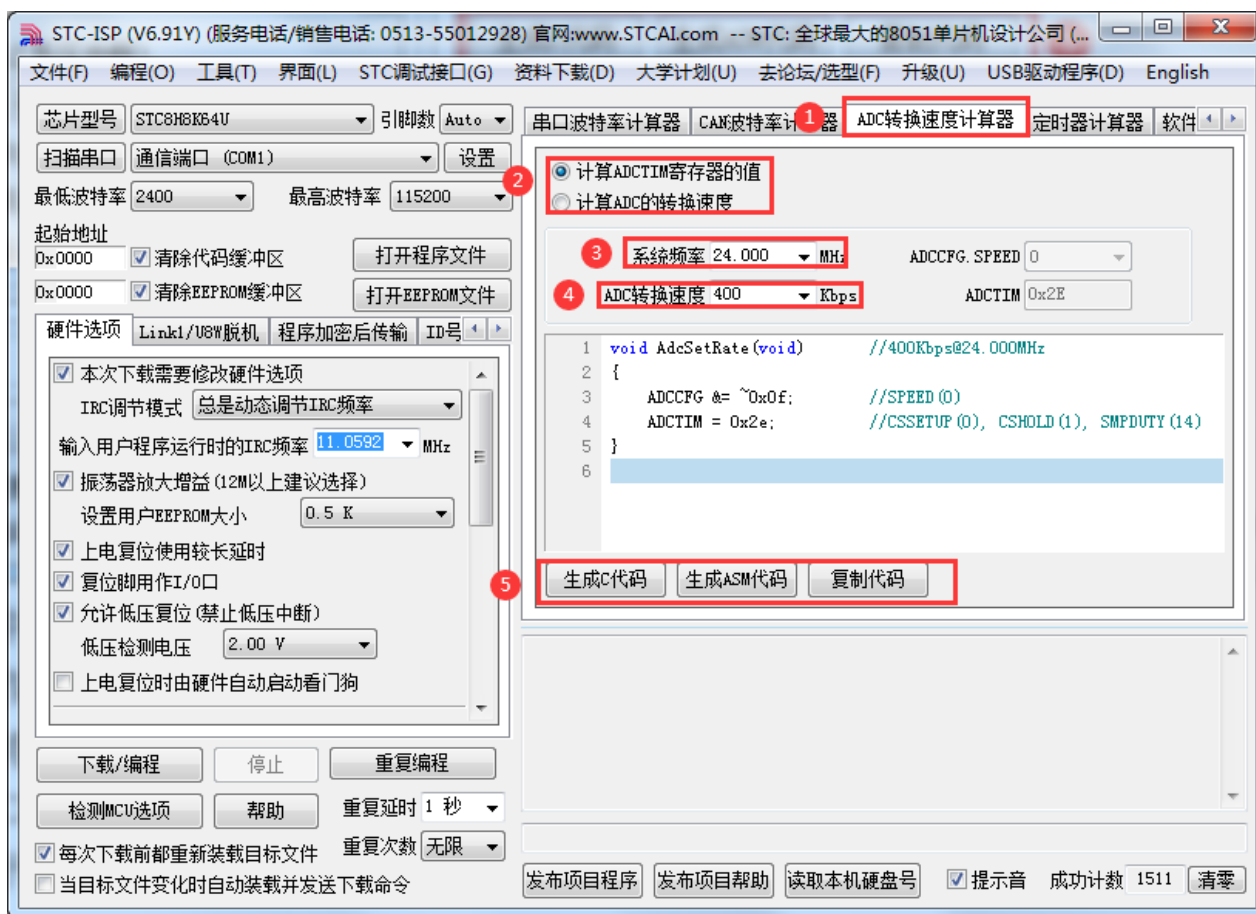 STC-ISP (V6.91Y) (服务电话/销售电话: 0513-55012928) 官网:www.STCAI.com -- STC: 全球最大的8051单片机设计公司 (...
文件(F) 编程(O) 工具(T) 界面(L) STC调试接口(G) 资料下载(D) 大学计划(U) 去论坛/选型(F) 升级(U) USB驱动程序(D) English
芯片型号 STC8H8K64U 引脚数 Auto
扫描串口 通信端口 (COM1) 设置
最低波特率 2400 最高波特率 115200
起始地址
0x0000 清除代码缓冲区 打开程序文件
0x0000 清除EEPROM缓冲区 打开EEPROM文件
硬件选项 Link1/U8W脱机 程序加密后传输 ID号
本次下载需要修改硬件选项
IRC调节模式 总是动态调节IRC频率
输入用户程序运行时的IRC频率 11.0592 MHz
振荡器放大增益(12M以上建议选择)
设置用户EEPROM大小 0.5 K
上电复位使用较长延时
复位脚用作I/O口
允许低压复位(禁止低压中断)
低压检测电压 2.00 V
上电复位时由硬件自动启动看门狗
下载/编程 停止 重复编程
检测MCU选项 帮助 重复延时 1 秒
每次下载前都重新装载目标文件 重复次数 无限
当目标文件变化时自动装载并发送下载命令
串口波特率计算器 CAN波特率计 器 1 ADC转换速度计算器 定时器计算器 软件
2 计算ADCTIM寄存器的值
计算ADC的转换速度
3 系统频率 24.000 MHz ADCCFG.SPEED 0
4 ADC转换速度 400 Kbps ADCTIM 0x2E
1 void AdcSetRate(void) //400Kbps@24.000MHz
2 {
3 ADCCFG &= ~0x0f; //SPEED(0)
4 ADCTIM = 0x2e; //CSSETUP(0), CSHOLD(1), SMPDUTY(14)
5 }
6
5 生成C代码 生成ASM代码 复制代码
发布项目程序 发布项目帮助 读取本机硬盘号 提示音 成功计数 1511 清零